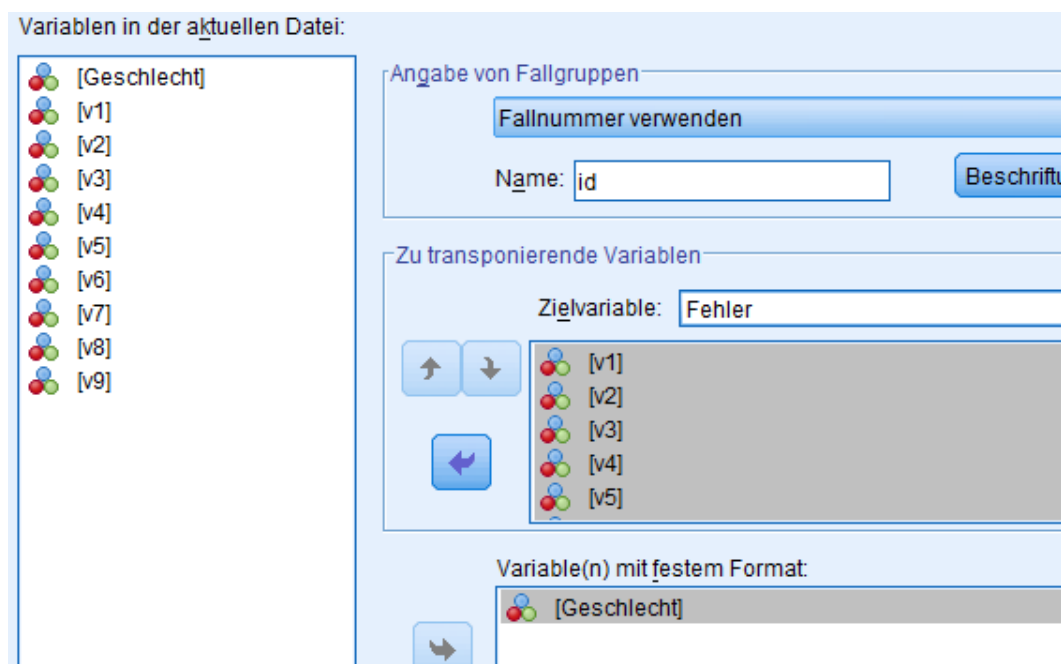 Variablen in der aktuellen Datei:
[Geschlecht]
[v1]
[v2]
[v3]
[v4]
[v5]
[v6]
[v7]
[v8]
[v9]
Angabe von Fallgruppen
Fallnummer verwenden
Name: id
Beschriftu
Zu transponierende Variablen
Zielvariable: Fehler
[v1]
[v2]
[v3]
[v4]
[v5]
Variable(n) mit festem Format:
[Geschlecht]